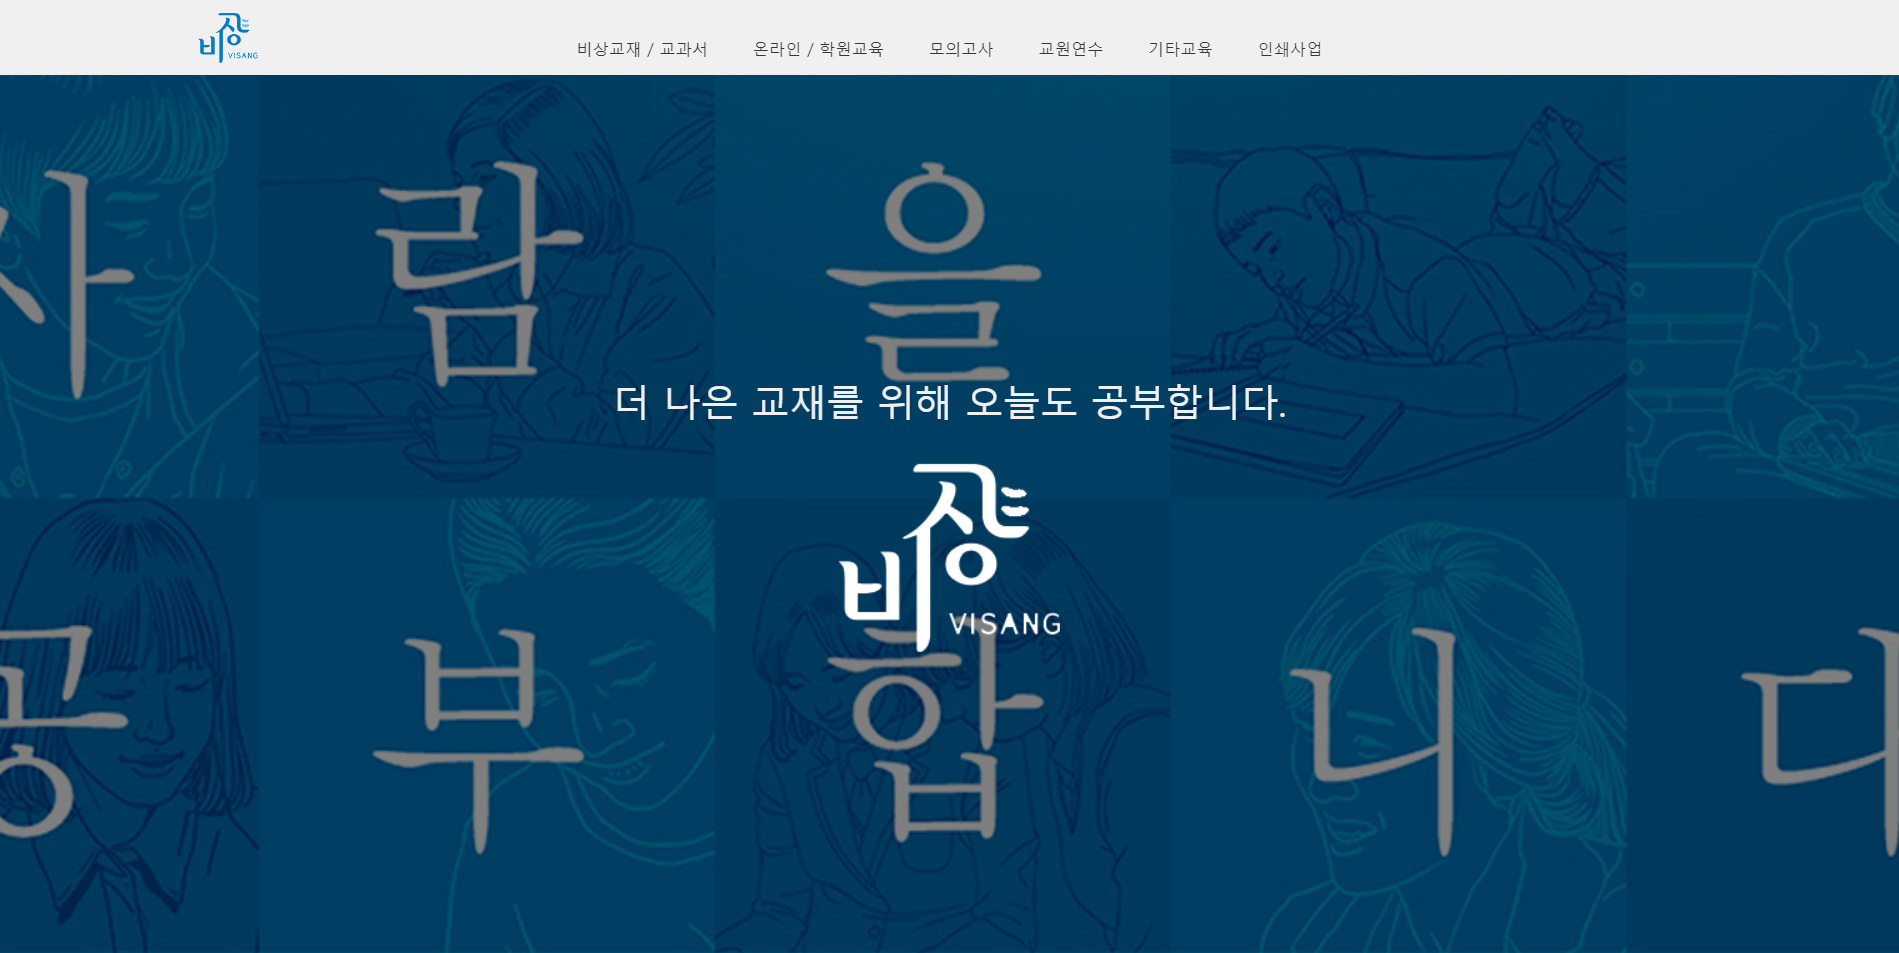 비상 VISANG
비상교재 / 교과서 온라인 / 학원교육 모의고사 교원연수 기타교육 인쇄사업
사람을
더 나은 교재를 위해 오늘도 공부합니다.
비상
VISANG
공부합니다